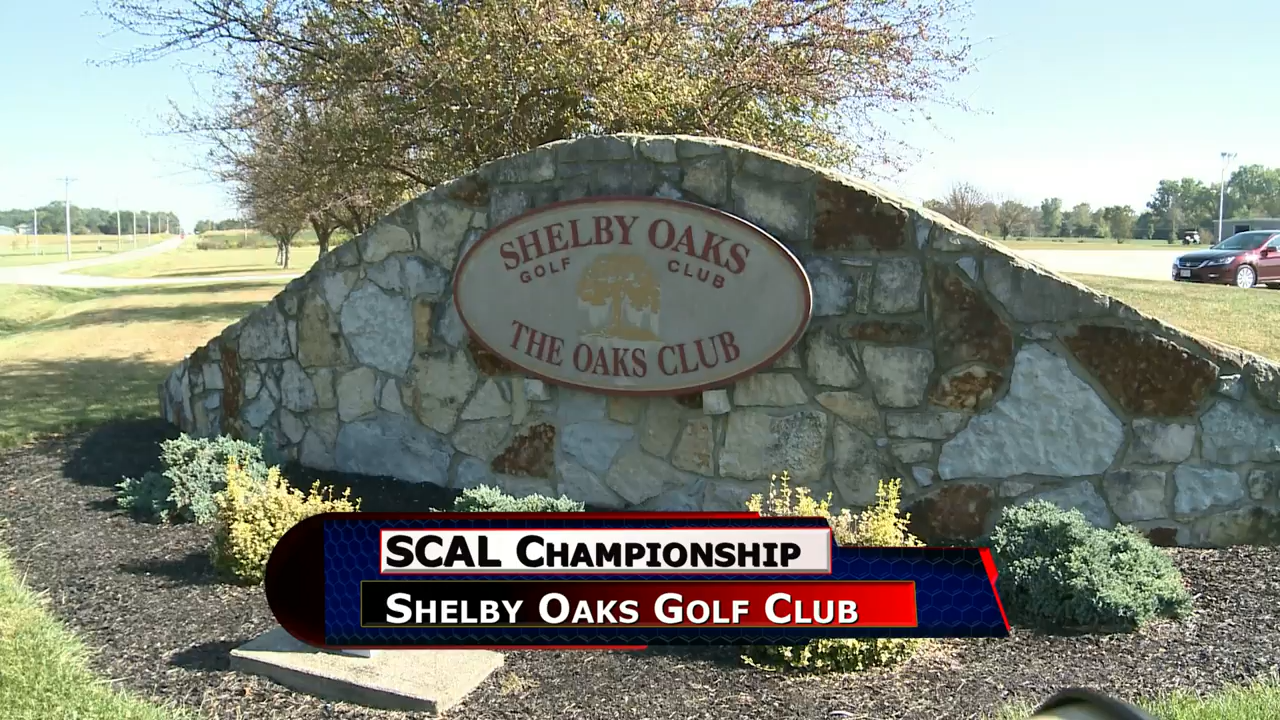 SHELBY OAKS
GOLF CLUB
THE OAKS CLUB
SCAL CHAMPIONSHIP
SHELBY OAKS GOLF CLUB